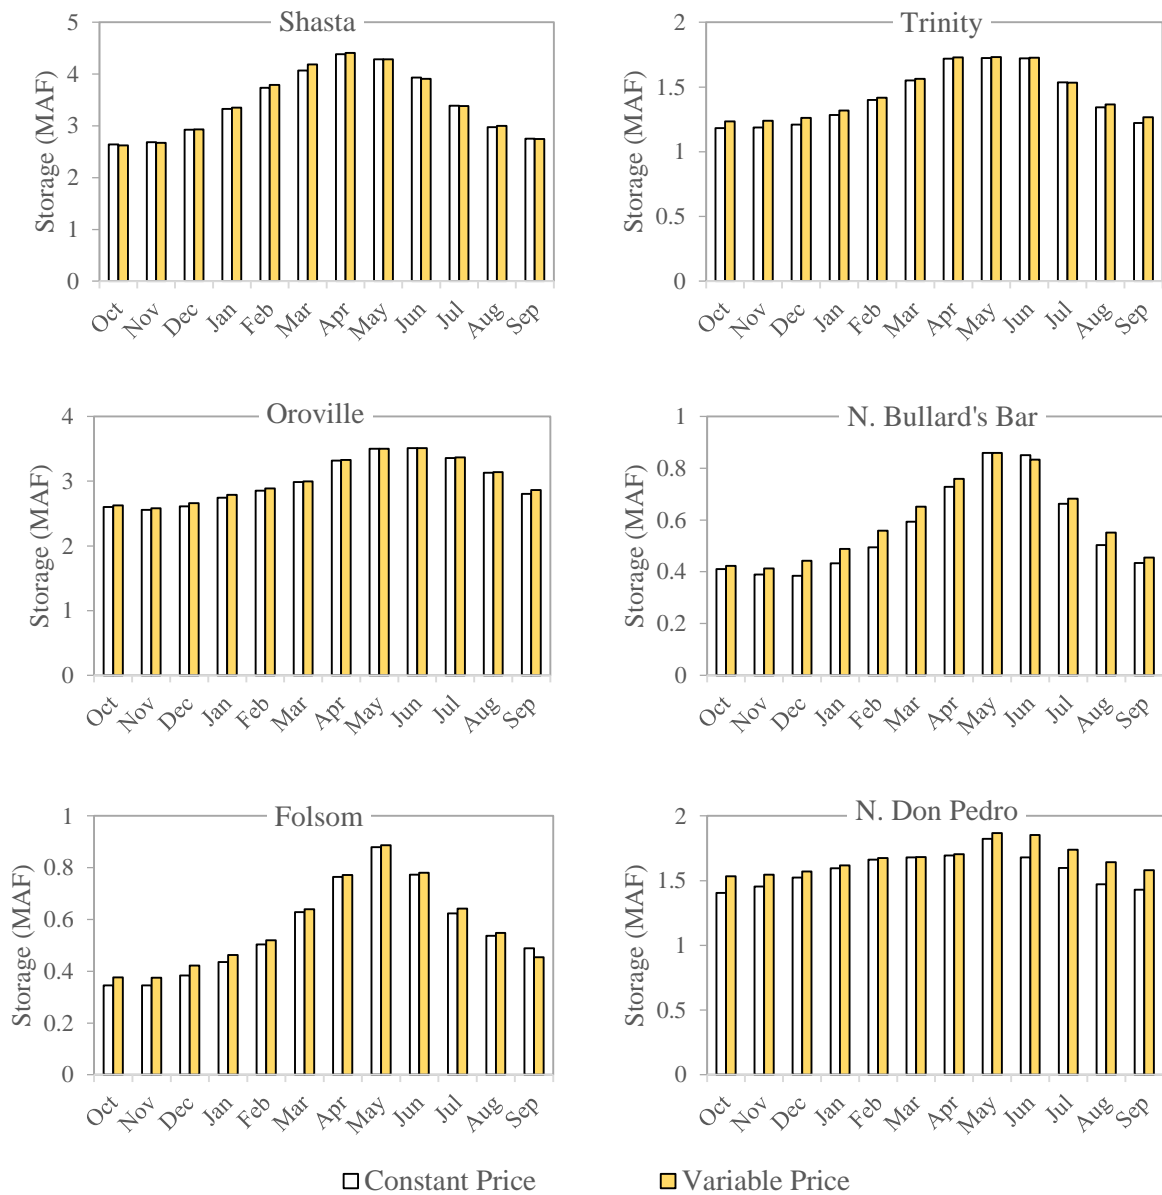 Shasta
Storage (MAF)
5
4
3
2
1
0
Oct Nov Dec Jan Feb Mar Apr May Jun Jul Aug Sep
Trinity
Storage (MAF)
2
1.5
1
0.5
0
Oct Nov Dec Jan Feb Mar Apr May Jun Jul Aug Sep
Oroville
Storage (MAF)
4
3
2
1
0
Oct Nov Dec Jan Feb Mar Apr May Jun Jul Aug Sep
N. Bullard's Bar
Storage (MAF)
1
0.8
0.6
0.4
0.2
0
Oct Nov Dec Jan Feb Mar Apr May Jun Jul Aug Sep
Folsom
Storage (MAF)
1
0.8
0.6
0.4
0.2
0
Oct Nov Dec Jan Feb Mar Apr May Jun Jul Aug Sep
N. Don Pedro
Storage (MAF)
2
1.5
1
0.5
0
Oct Nov Dec Jan Feb Mar Apr May Jun Jul Aug Sep
Constant Price
Variable Price